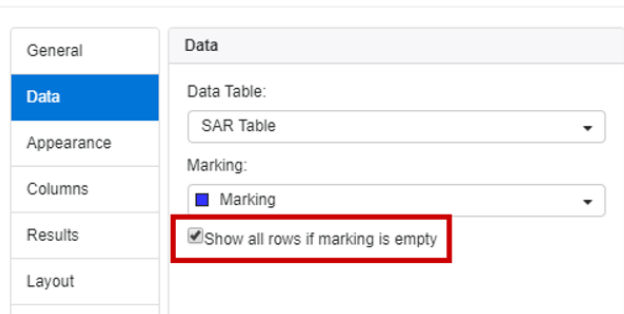 General
Data
Appearance
Columns
Results
Layout
Data
Data Table:
SAR Table
Marking:
Marking
Show all rows if marking is empty